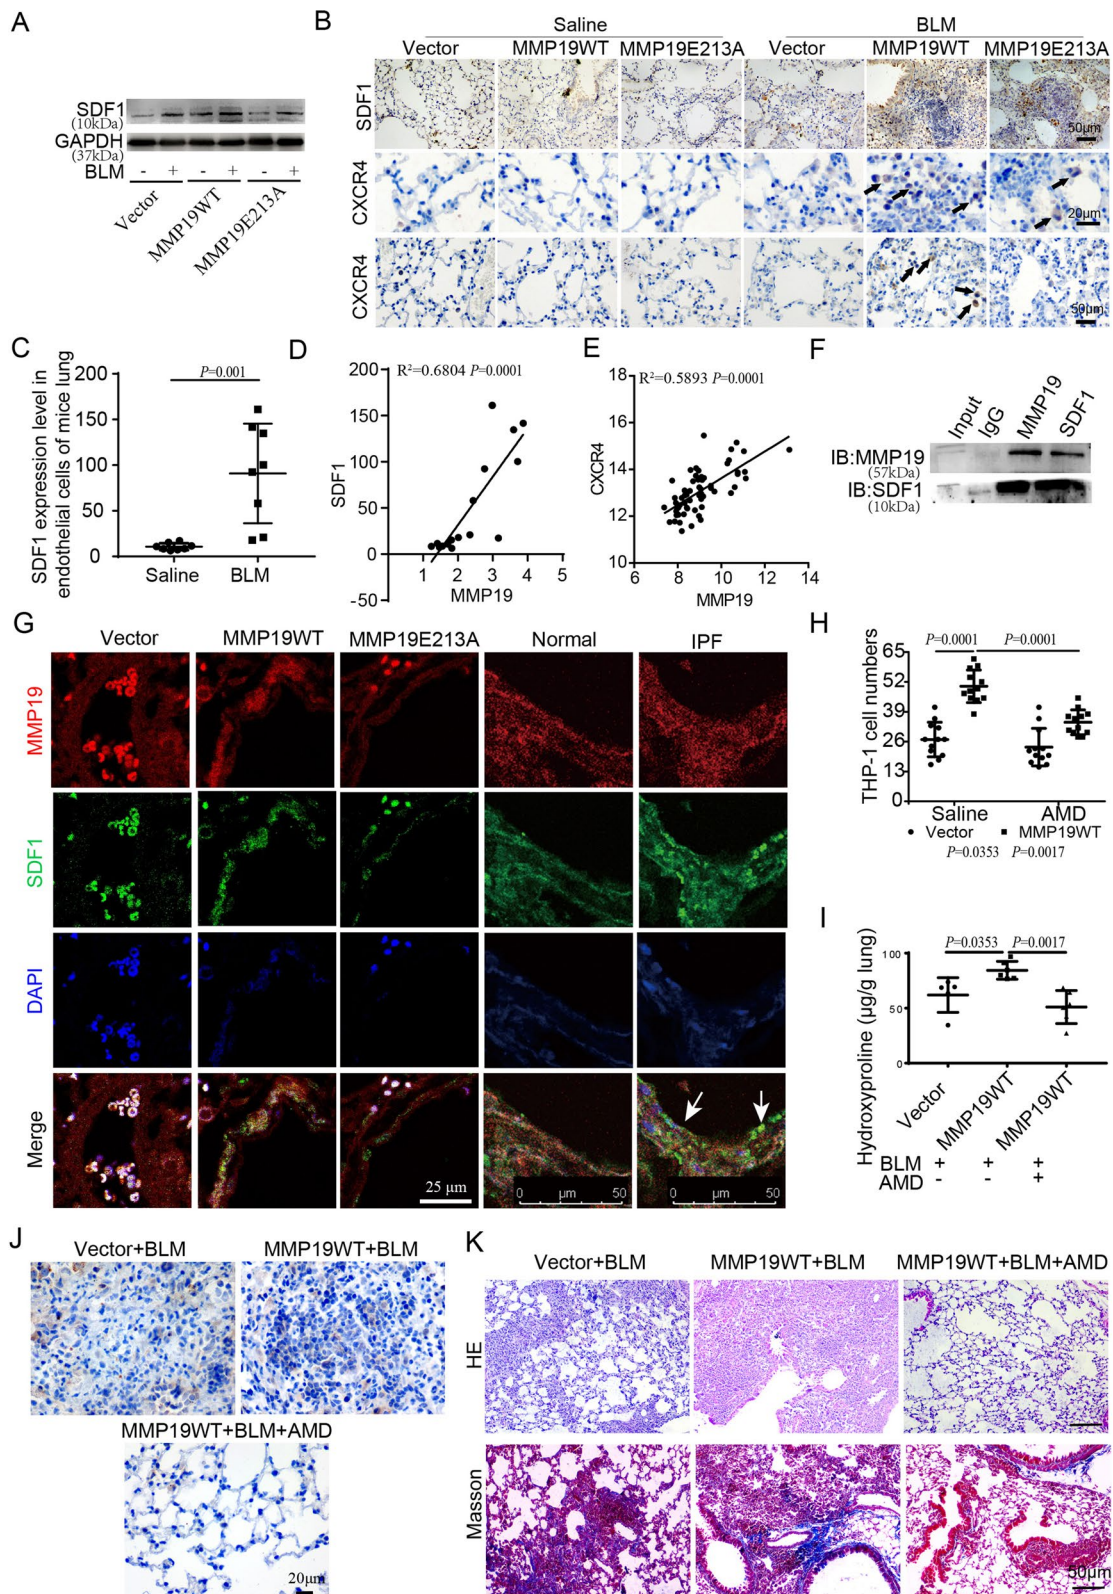 A
SDF1
(10kDa)
GAPDH
(37kDa)
BLM - + - + - +
Vector
MMP19WT
MMP19E213A
B
Saline BLM
Vector MMP19WT MMP19E213A Vector MMP19WT MMP19E213A
SDF1
50μm
CXCR4
20μm
CXCR4
50μm
C
SDF1 expression level in
endothelial cells of mice lung
200
150
100
50
0
P=0.001
Saline BLM
D
R²=0.6804 P=0.0001
SDF1
200
150
100
50
0
-50
1 2 3 4 5
MMP19
E
R²=0.5893 P=0.0001
CXCR4
18
16
14
12
10
6 8 10 12 14
MMP19
F
Input IgG MMP19 SDF1
IB:MMP19
(57kDa)
IB:SDF1
(10kDa)
G
Vector MMP19WT MMP19E213A Normal IPF
MMP19
SDF1
DAPI
Merge
25 μm
0 μm 50
0 μm 50
H
P=0.0001 P=0.0001
THP-1 cell numbers
65
52
39
26
13
0
Saline AMD
Vector MMP19WT
P=0.0353 P=0.0017
I
P=0.0353 P=0.0017
Hydroxyproline (μg/g lung)
100
50
0
Vector
MMP19WT
MMP19WT
BLM + + +
AMD - - +
J
Vector+BLM MMP19WT+BLM
MMP19WT+BLM+AMD
20μm
K
Vector+BLM MMP19WT+BLM MMP19WT+BLM+AMD
HE
Masson
50μm